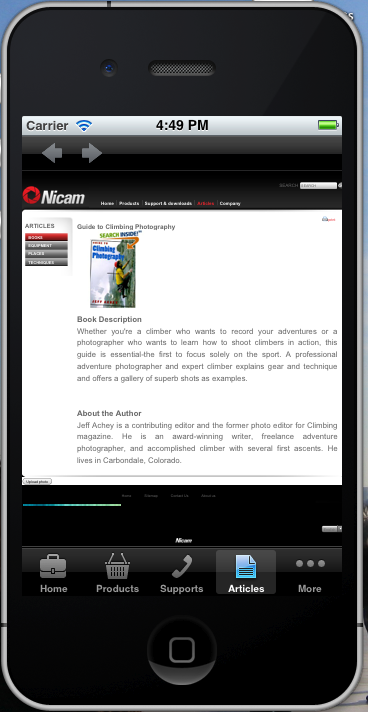 Carrier 4:49 PM
SEARCH
Nicam
Home Products Support & downloads Articles Company
ARTICLES
BOOKS
EQUIPMENT
PLACES
TECHNIQUES
Guide to Climbing Photography
SEARCH INSIDE!™
GUIDE TO
Climbing
Photography
JEFF ACHEY
Book Description
Whether you're a climber who wants to record your adventures or a
photographer who wants to learn how to shoot climbers in action, this
guide is essential-the first to focus solely on the sport. A professional
adventure photographer and expert climber explains gear and technique
and offers a gallery of superb shots as examples.
About the Author
Jeff Achey is a contributing editor and the former photo editor for Climbing
magazine. He is an award-winning writer, freelance adventure
photographer, and accomplished climber with several first ascents. He
lives in Carbondale, Colorado.
Upload photo
Home Sitemap Contact Us About us
Nicam
Home Products Supports Articles More